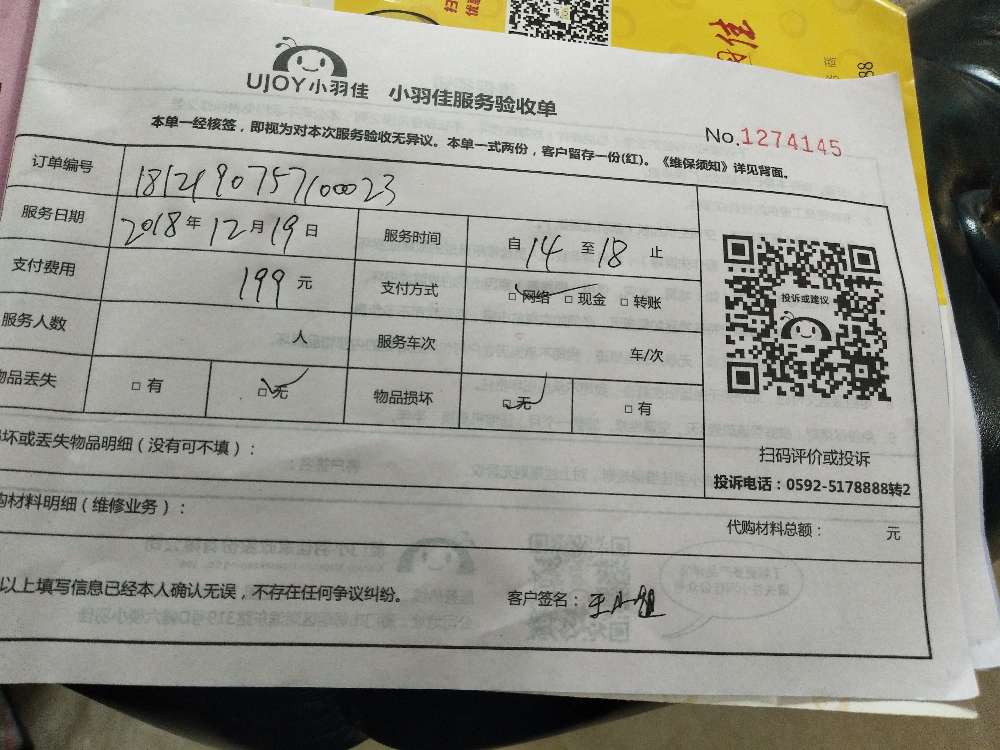 UJOY小羽佳 小羽佳服务验收单
No.1274145
本单一经核签，即视为对本次服务验收无异议。本单一式两份，客户留存一份(红)。《维保须知》详见背面。
订单编号 1812190757100023
服务日期 2018年12月19日 服务时间 自14至18止
支付费用 199元 支付方式 □网络 □现金 □转账
服务人数 人 服务车次 车/次
物品丢失 □有 □无 物品损坏 □无 □有
投诉或建议
扫码评价或投诉
投诉电话：0592-5178888转2
坏或丢失物品明细（没有可不填）：
购材料明细（维修业务）： 代购材料总额： 元
以上填写信息已经本人确认无误，不存在任何争议纠纷。 客户签名：王小姐